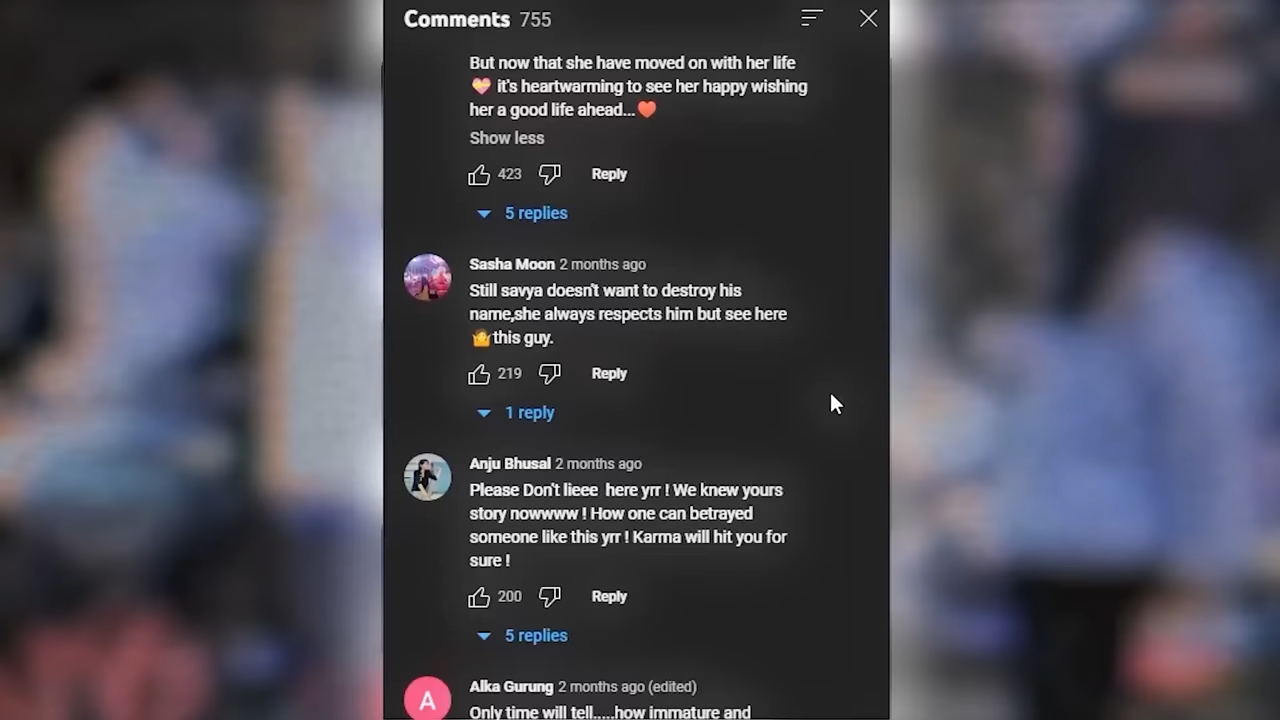 Comments 755
But now that she have moved on with her life
💝 it's heartwarming to see her happy wishing
her a good life ahead...❤️
Show less
423 Reply
5 replies
Sasha Moon 2 months ago
Still savya doesn't want to destroy his
name,she always respects him but see here
🤷this guy.
219 Reply
1 reply
Anju Bhusal 2 months ago
Please Don't lieee here yrr ! We knew yours
story nowwww ! How one can betrayed
someone like this yrr ! Karma will hit you for
sure !
200 Reply
5 replies
A
Alka Gurung 2 months ago (edited)
Only time will tell.....how immature and